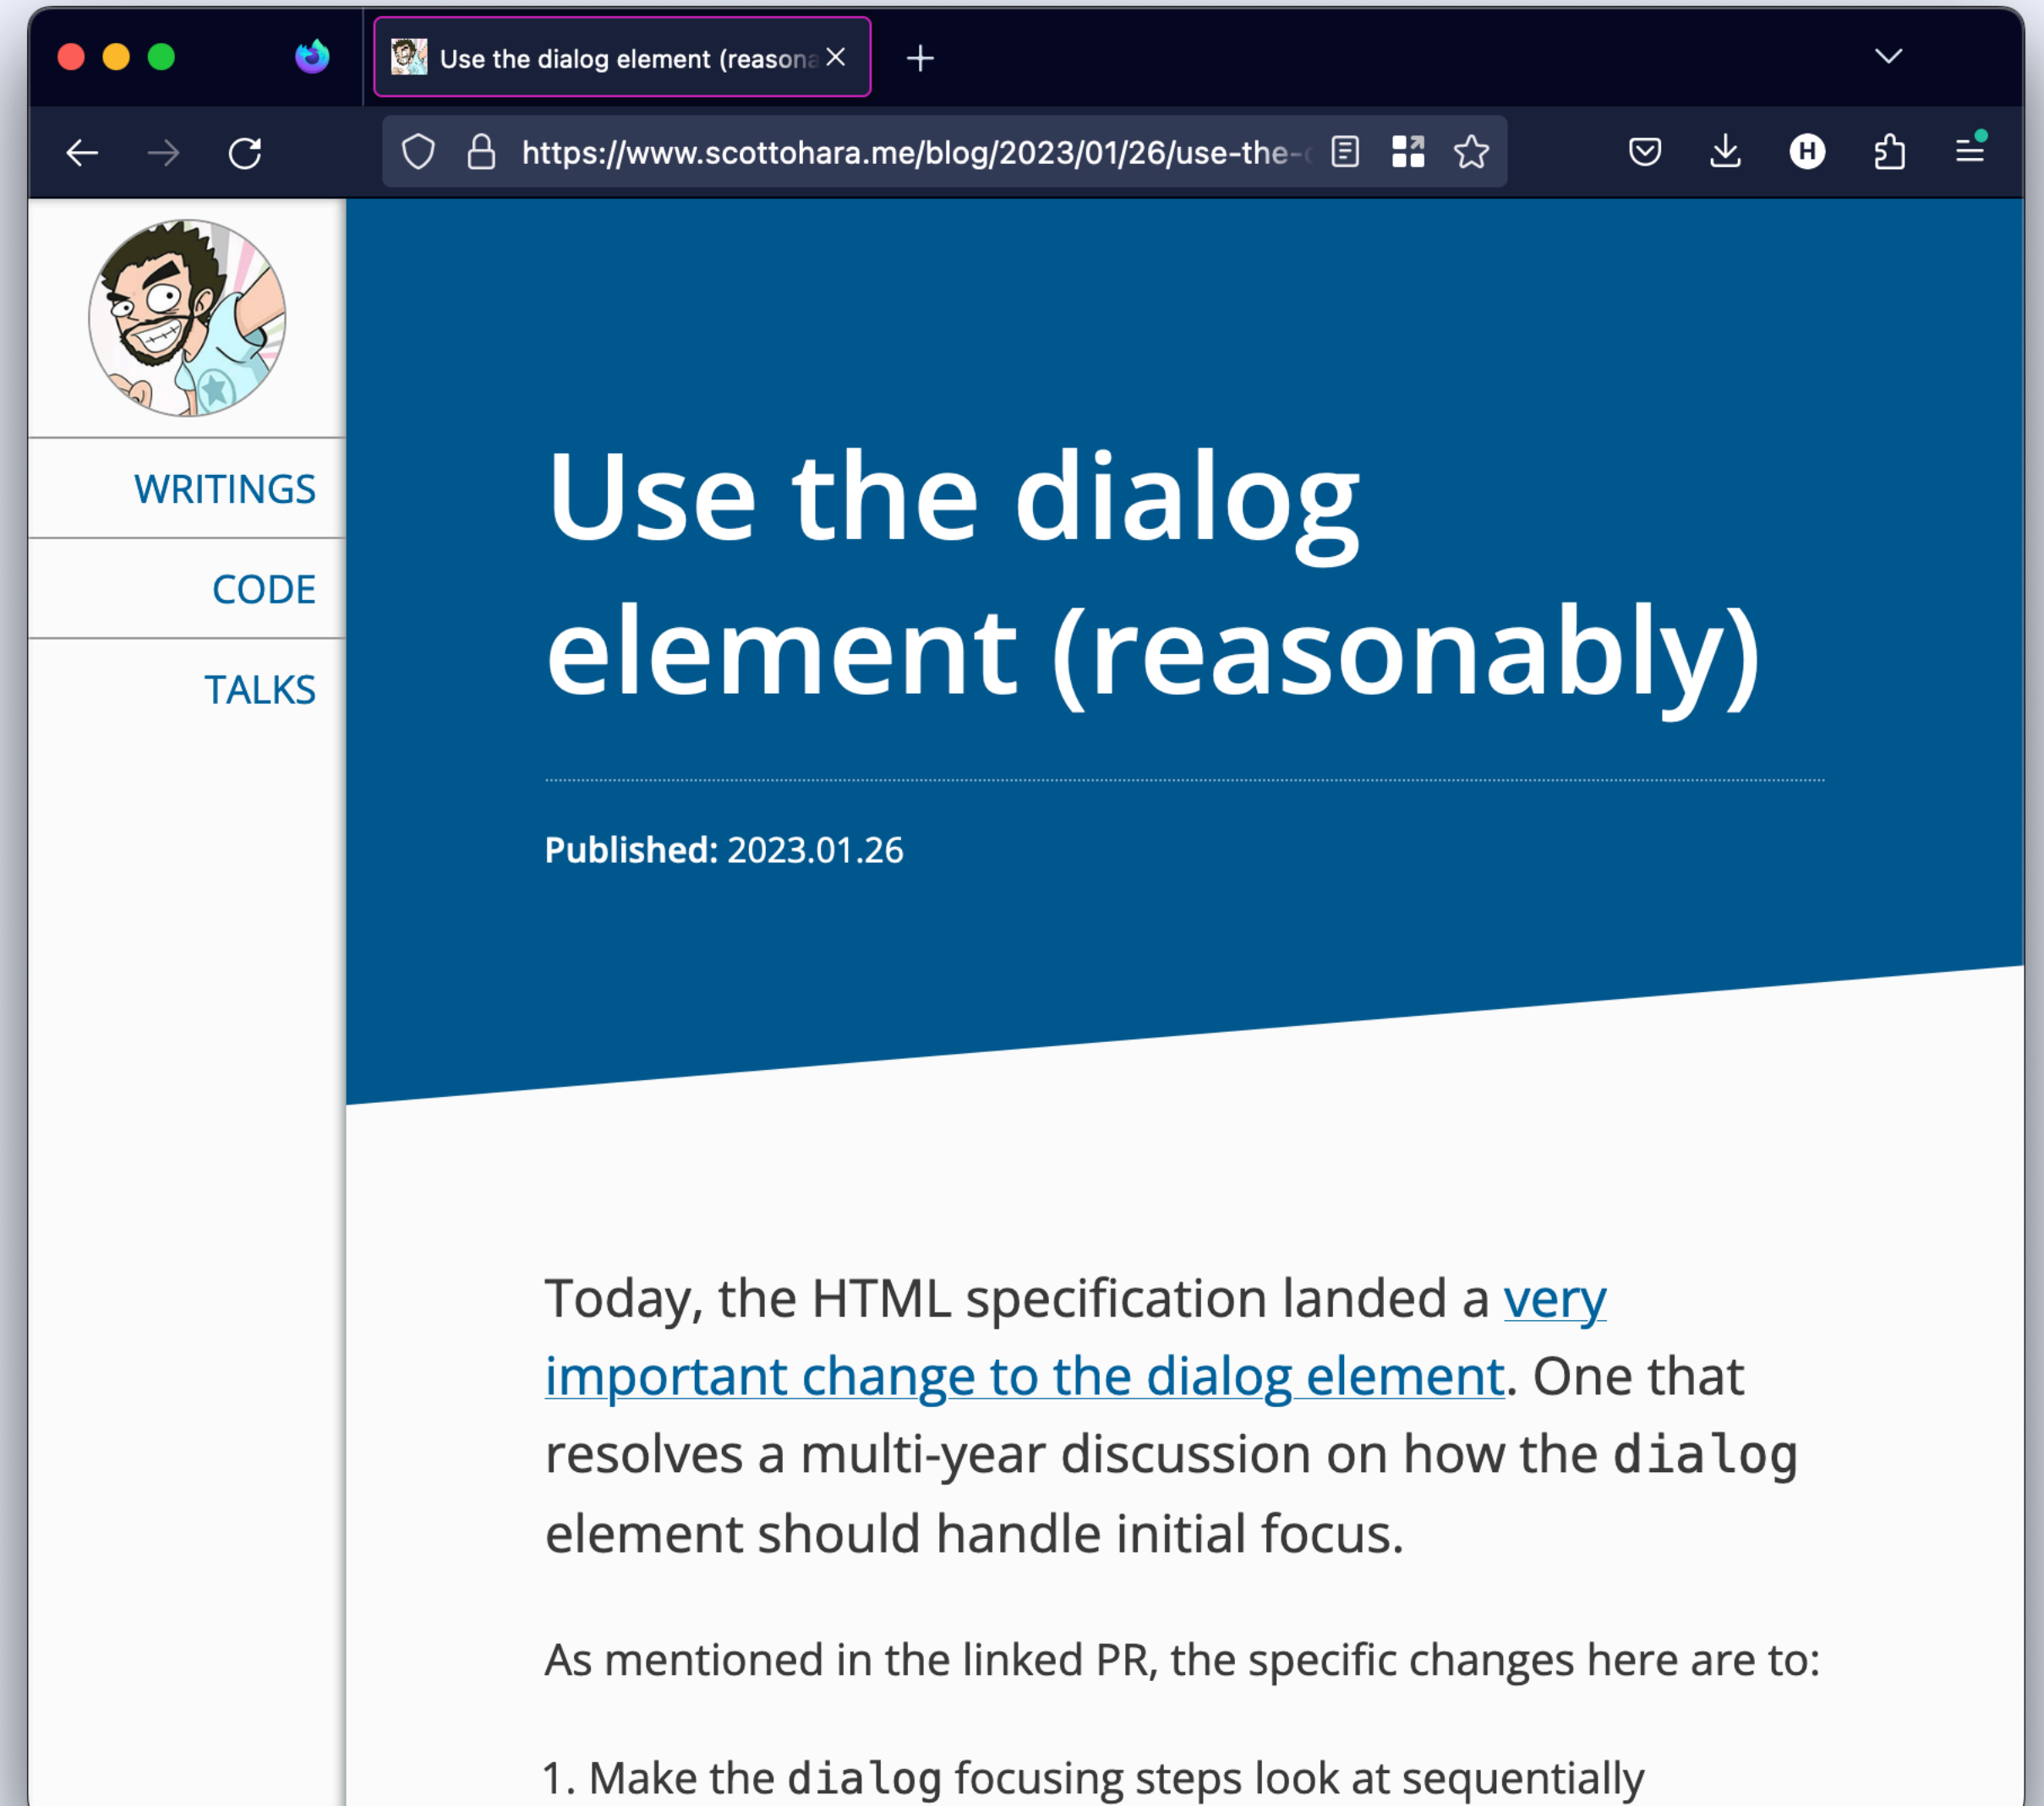 Use the dialog element (reasona
https://www.scottohara.me/blog/2023/01/26/use-the-
H
WRITINGS
CODE
TALKS
Use the dialog
element (reasonably)
Published: 2023.01.26
Today, the HTML specification landed a very
important change to the dialog element. One that
resolves a multi-year discussion on how the dialog
element should handle initial focus.
As mentioned in the linked PR, the specific changes here are to:
1. Make the dialog focusing steps look at sequentially